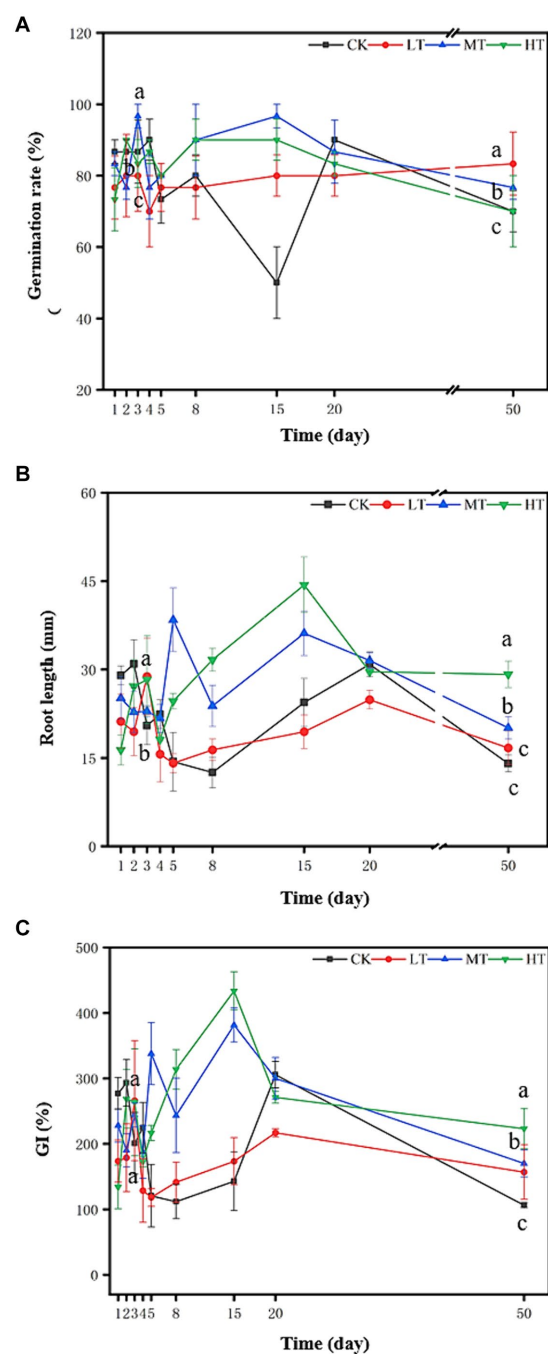 A
120
100
80
60
40
20
Germination rate (%)
(
CK LT MT HT
a
b
c
a
b
c
1 2 3 4 5 8 15 20 50
Time (day)
B
60
45
30
15
0
Root length (mm)
CK LT MT HT
a
b
a
b
c
c
1 2 3 4 5 8 15 20 50
Time (day)
C
500
400
300
200
100
0
GI (%)
CK LT MT HT
a
a
a
b
c
1 2 3 4 5 8 15 20 50
Time (day)